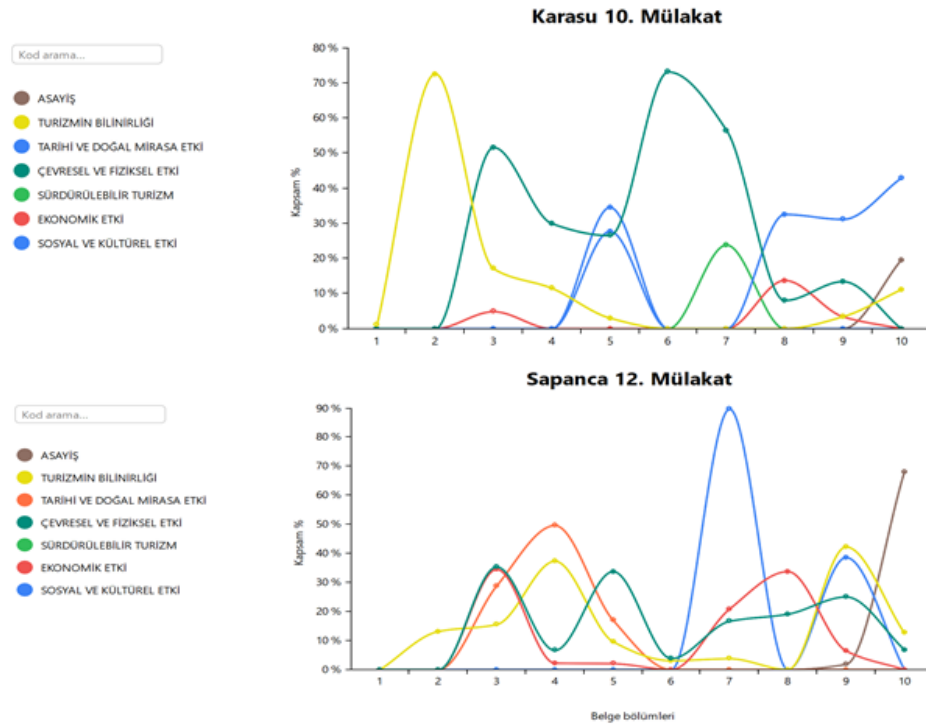 Karasu 10. Mülakat
Kod arama...
ASAYİŞ
TURİZMİN BİLİNİRLİĞİ
TARİHİ VE DOĞAL MİRASA ETKİ
ÇEVRESEL VE FİZİKSEL ETKİ
SÜRDÜRÜLEBİLİR TURİZM
EKONOMİK ETKİ
SOSYAL VE KÜLTÜREL ETKİ
Kapsam %
80 %
70 %
60 %
50 %
40 %
30 %
20 %
10 %
0 %
1 2 3 4 5 6 7 8 9 10
Sapanca 12. Mülakat
Kod arama...
ASAYİŞ
TURİZMİN BİLİNİRLİĞİ
TARİHİ VE DOĞAL MİRASA ETKİ
ÇEVRESEL VE FİZİKSEL ETKİ
SÜRDÜRÜLEBİLİR TURİZM
EKONOMİK ETKİ
SOSYAL VE KÜLTÜREL ETKİ
Kapsam %
90 %
80 %
70 %
60 %
50 %
40 %
30 %
20 %
10 %
0 %
1 2 3 4 5 6 7 8 9 10
Belge bölümleri